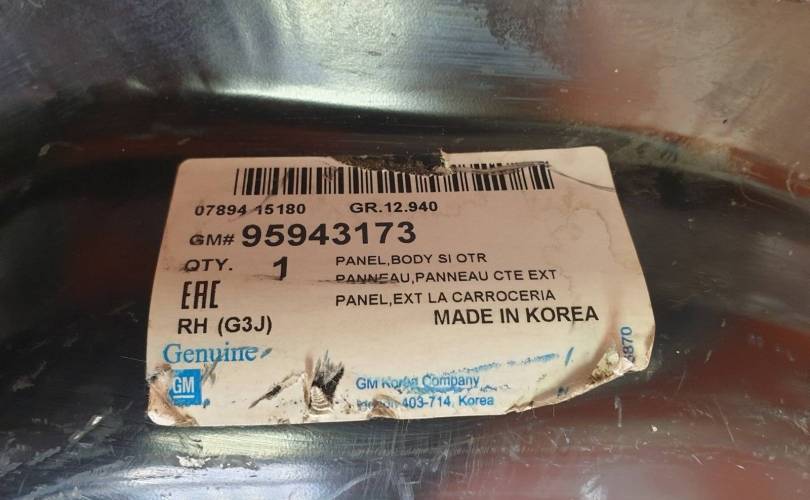 07894 15180 GR.12.940
GM# 95943173
QTY. 1 PANEL,BODY SI OTR
PANNEAU,PANNEAU CTE EXT
EAC PANEL,EXT LA CARROCERIA
RH (G3J) MADE IN KOREA
Genuine
GM GM Korea Company
403-714, Korea